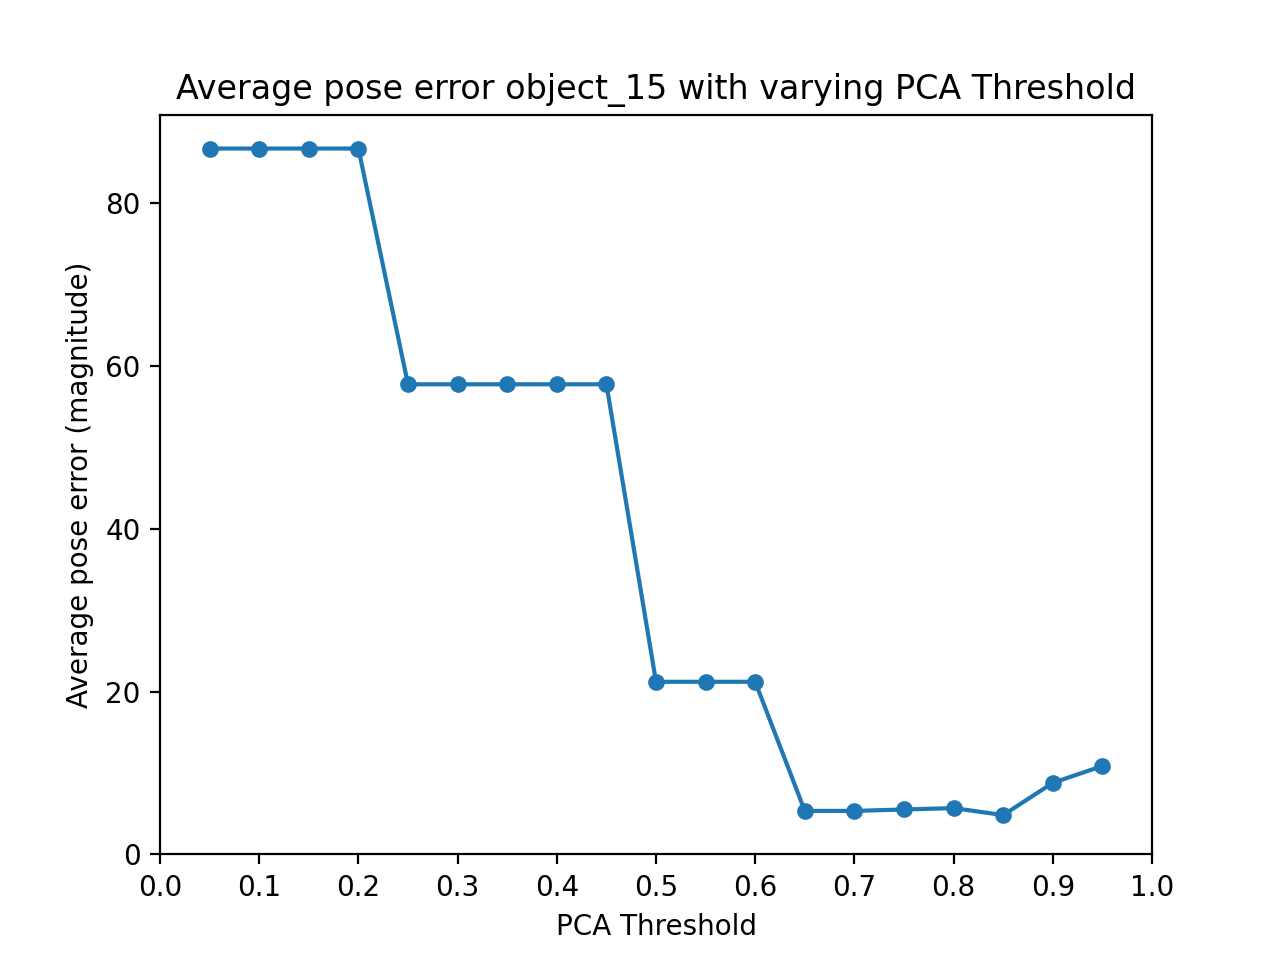 Average pose error object_15 with varying PCA Threshold
Average pose error (magnitude)
80
60
40
20
0
0.0 0.1 0.2 0.3 0.4 0.5 0.6 0.7 0.8 0.9 1.0
PCA Threshold